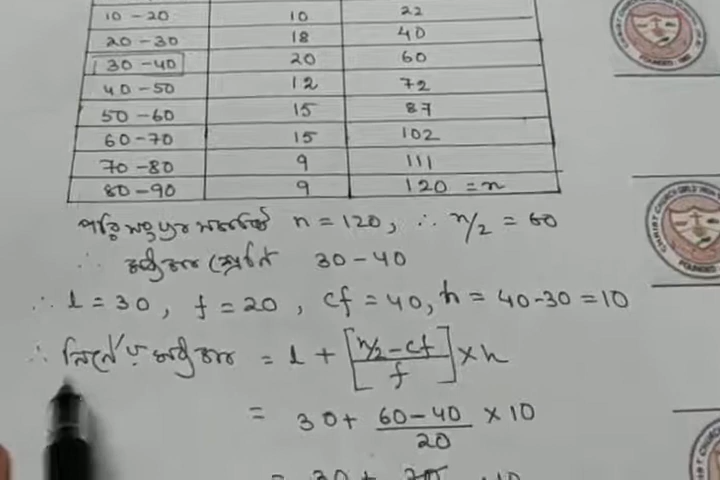 10-20 10 22
20-30 18 40
30-40 20 60
40-50 12 72
50-60 15 87
60-70 15 102
70-80 9 111
80-90 9 120 = n
n = 120, ∴ n/2 = 60
∴ 30-40
∴ l = 30, f = 20, cf = 40, h = 40-30 = 10
∴ নির্ণেয় = l + [n/2 - cf / f] × h
= 30 + 60-40 / 20 × 10